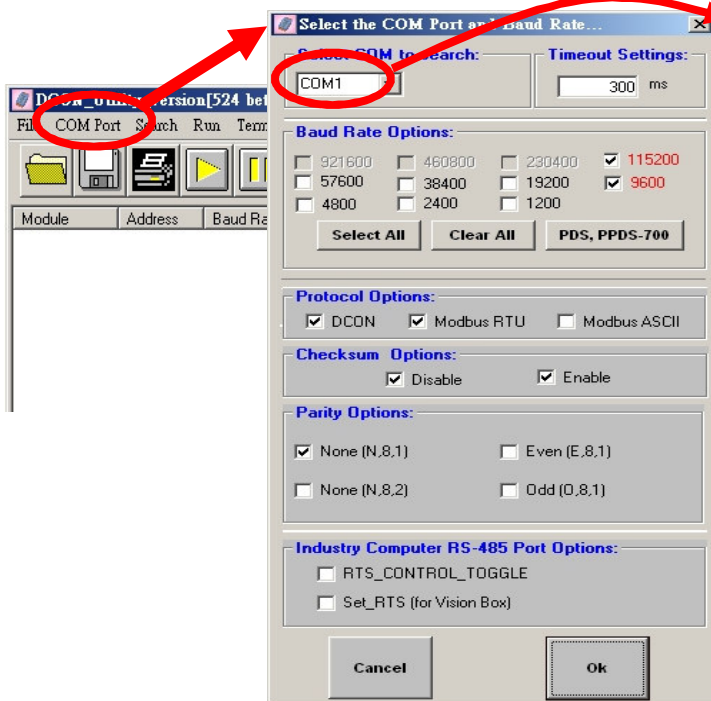 Select the COM Port and Baud Rate...
Select COM to search:
Timeout Settings:
COM1
300 ms
DCON_Utility Version[524 bet
File COM Port Search Run Term
Module Address Baud Ra
Baud Rate Options:
921600 460800 230400 115200
57600 38400 19200 9600
4800 2400 1200
Select All Clear All PDS, PPDS-700
Protocol Options:
DCON Modbus RTU Modbus ASCII
Checksum Options:
Disable Enable
Parity Options:
None (N,8,1) Even (E,8,1)
None (N,8,2) Odd (O,8,1)
Industry Computer RS-485 Port Options:
RTS_CONTROL_TOGGLE
Set_RTS (for Vision Box)
Cancel Ok